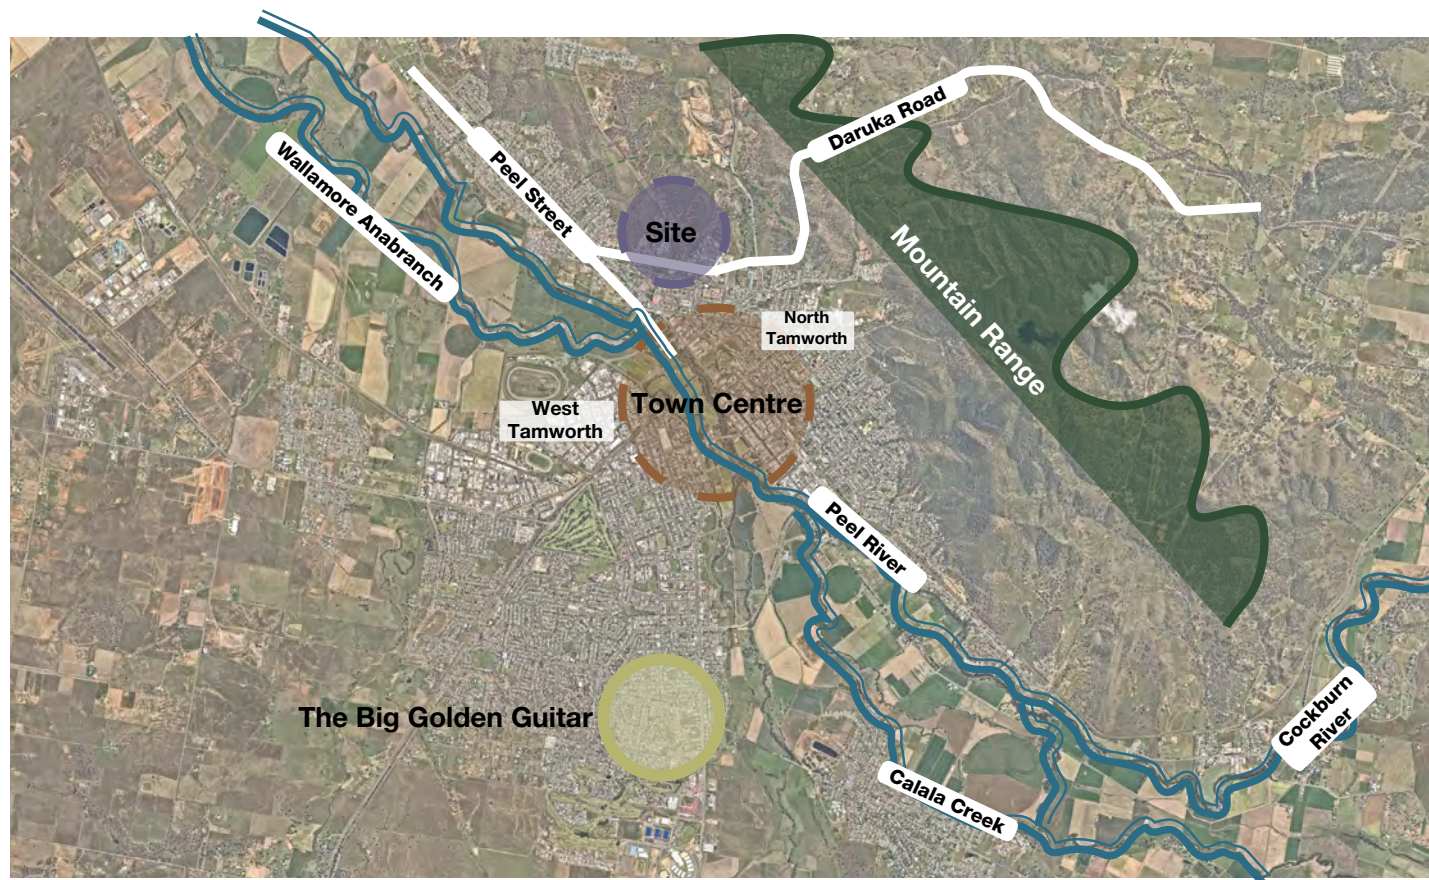 Daruka Road
Peel Street
Wallamore Anabranch
Site
Mountain Range
North
Tamworth
Town Centre
West
Tamworth
Peel River
The Big Golden Guitar
Cockburn
River
Calala Creek